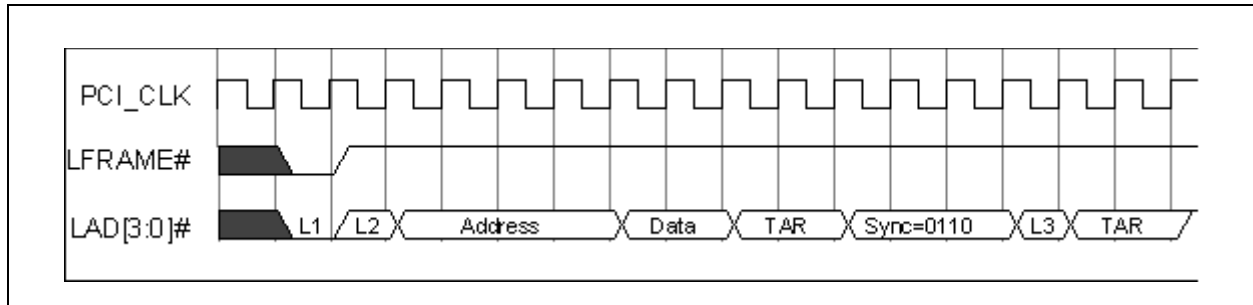 PCI_CLK
LFRAME#
LAD[3:0]# L1 L2 Address Data TAR Sync=0110 L3 TAR